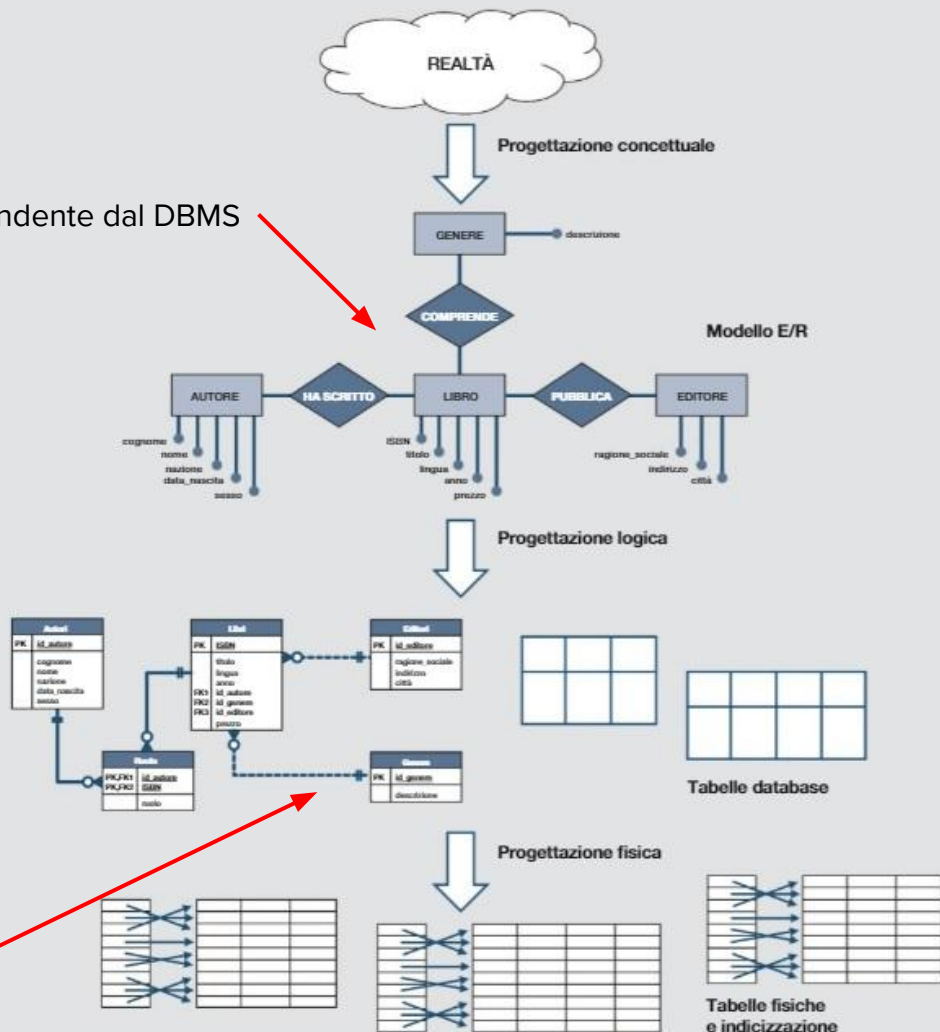 REALTÀ
Progettazione concettuale
ndente dal DBMS
GENERE
descrizione
COMPRENDE
Modello E/R
AUTORE
HA SCRITTO
LIBRO
PUBBLICA
EDITORE
cognome
nome
nazione
data_nascita
sesso
ISBN
titolo
lingua
anno
prezzo
ragione_sociale
indirizzo
città
Progettazione logica
Autori
PK id_autore
cognome
nome
nazione
data_nascita
sesso
Libri
PK ISBN
titolo
lingua
anno
FK1 id_autore
FK2 id_genere
FK3 id_editore
prezzo
Editori
PK id_editore
ragione_sociale
indirizzo
città
PK,FK1 id_autore
PK,FK2 ISBN
ruolo
PK id_genere
descrizione
Tabelle database
Progettazione fisica
Tabelle fisiche
e indicizzazione